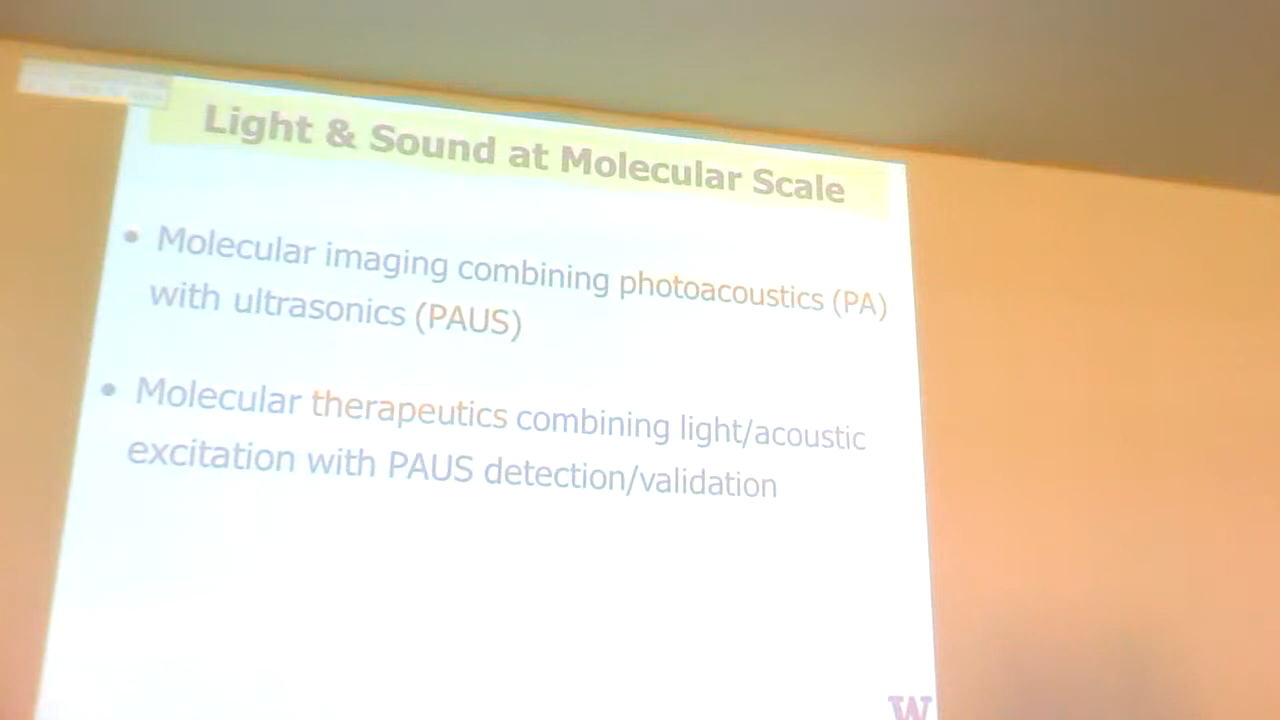 Light & Sound at Molecular Scale
• Molecular imaging combining photoacoustics (PA)
with ultrasonics (PAUS)
• Molecular therapeutics combining light/acoustic
excitation with PAUS detection/validation
W